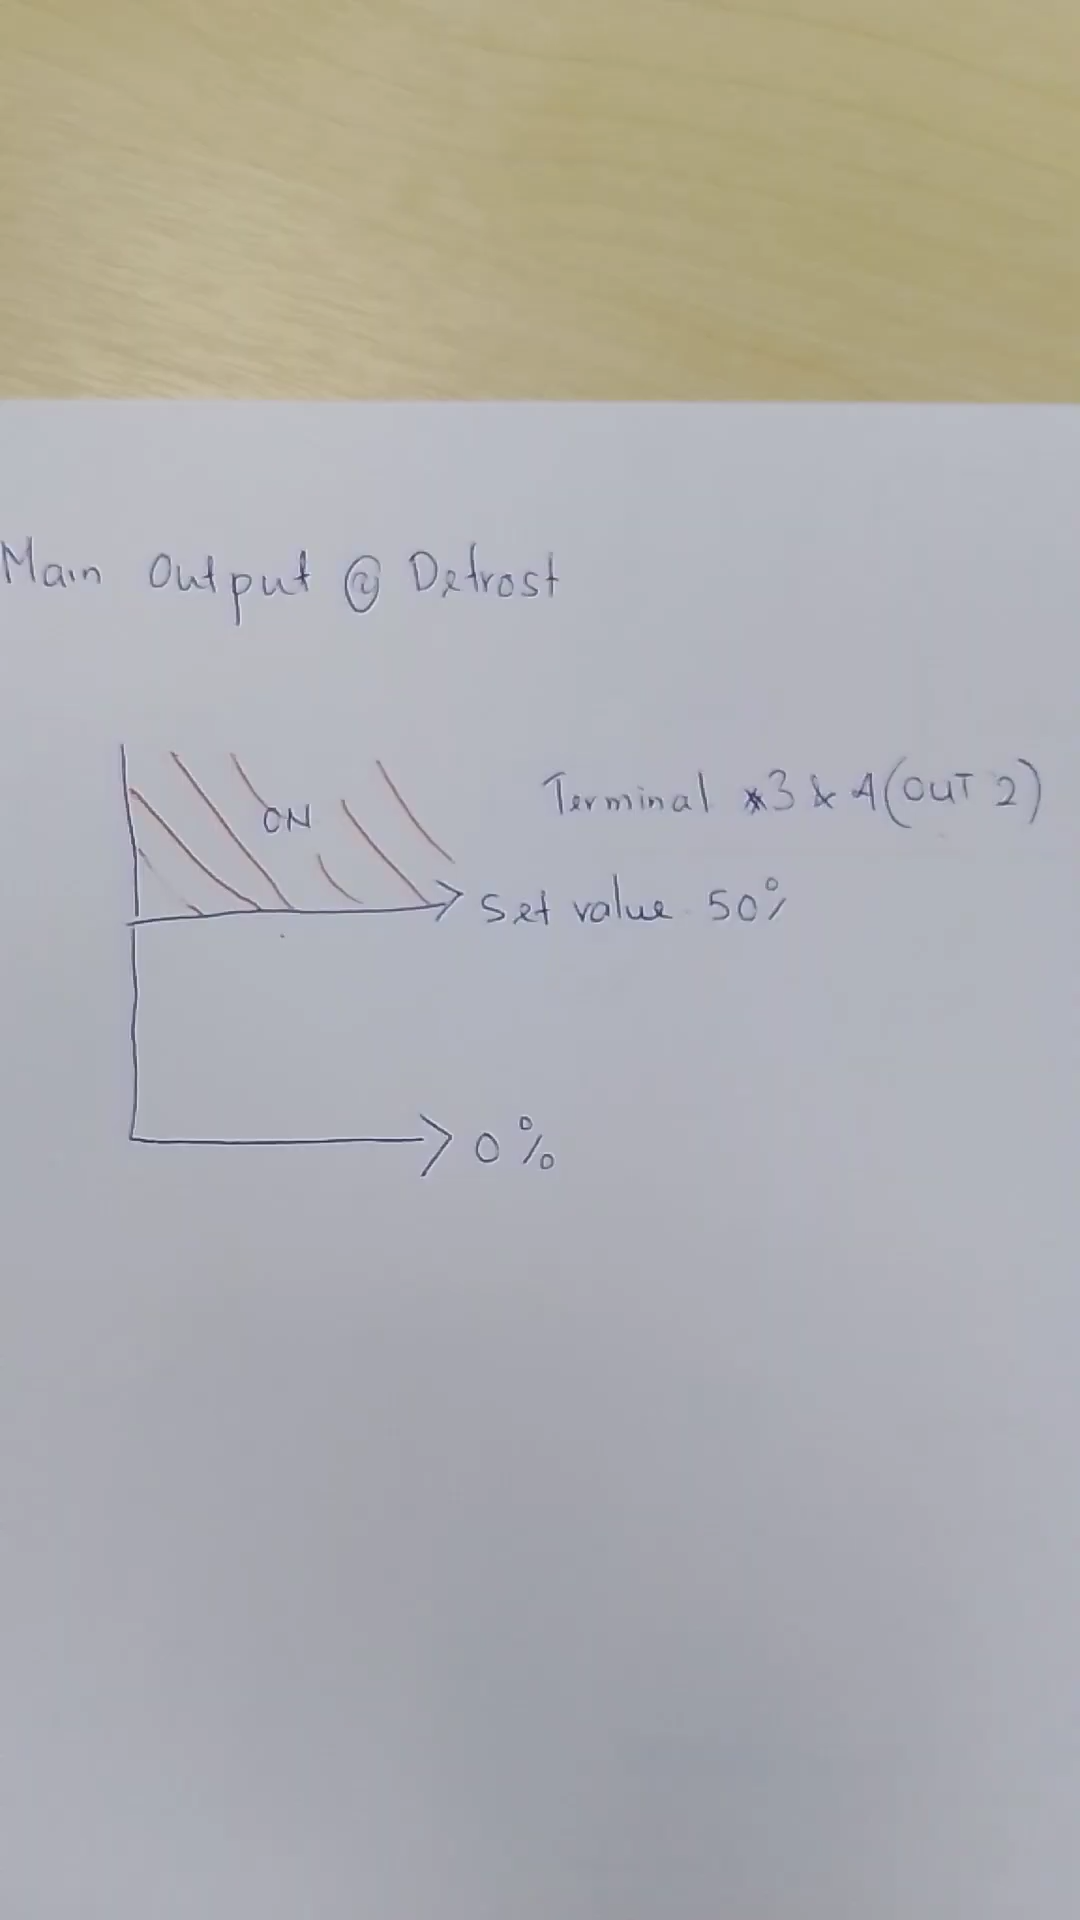 Main Output @ Defrost
ON
Terminal *3 & 4 (OUT 2)
Set value 50%
0%